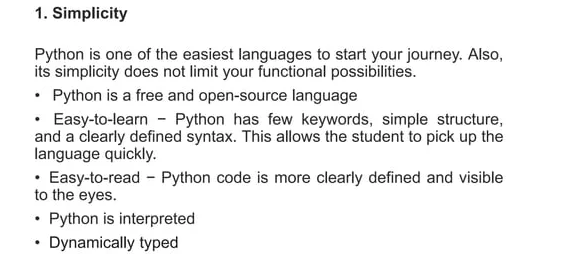 1. Simplicity
Python is one of the easiest languages to start your journey. Also,
its simplicity does not limit your functional possibilities.
• Python is a free and open-source language
• Easy-to-learn − Python has few keywords, simple structure,
and a clearly defined syntax. This allows the student to pick up the
language quickly.
• Easy-to-read − Python code is more clearly defined and visible
to the eyes.
• Python is interpreted
• Dynamically typed